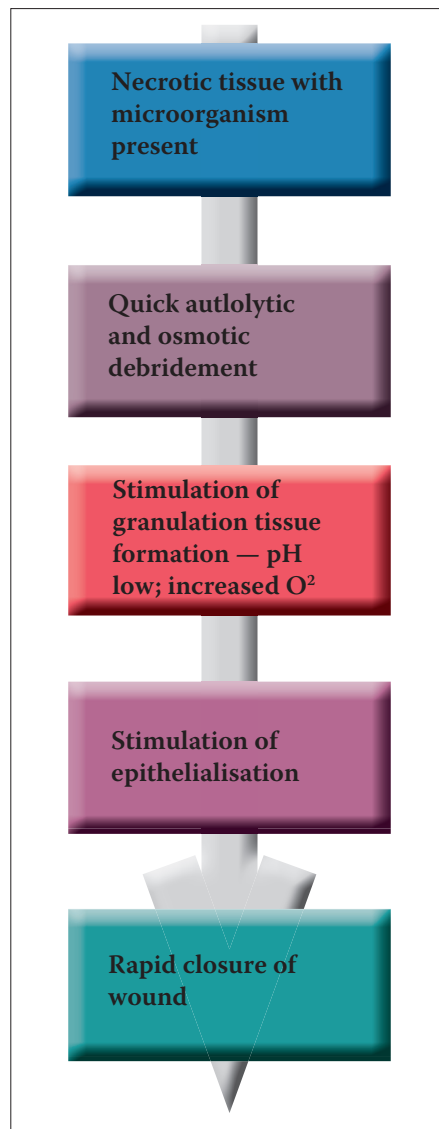 Necrotic tissue with
microorganism
present
Quick autlolytic
and osmotic
debridement
Stimulation of
granulation tissue
formation — pH
low; increased O²
Stimulation of
epithelialisation
Rapid closure of
wound